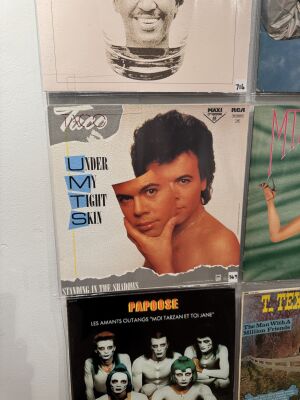 714
Taco
MAXI
RCA
UNDER
MY
TIGHT
SKIN
STANDING IN THE SHADOWS
PAPOOSE
LES AMANTS OUTANGS "MOI TARZAN ET TOI JANE"
T. TEX
The Man With A
Million Friends